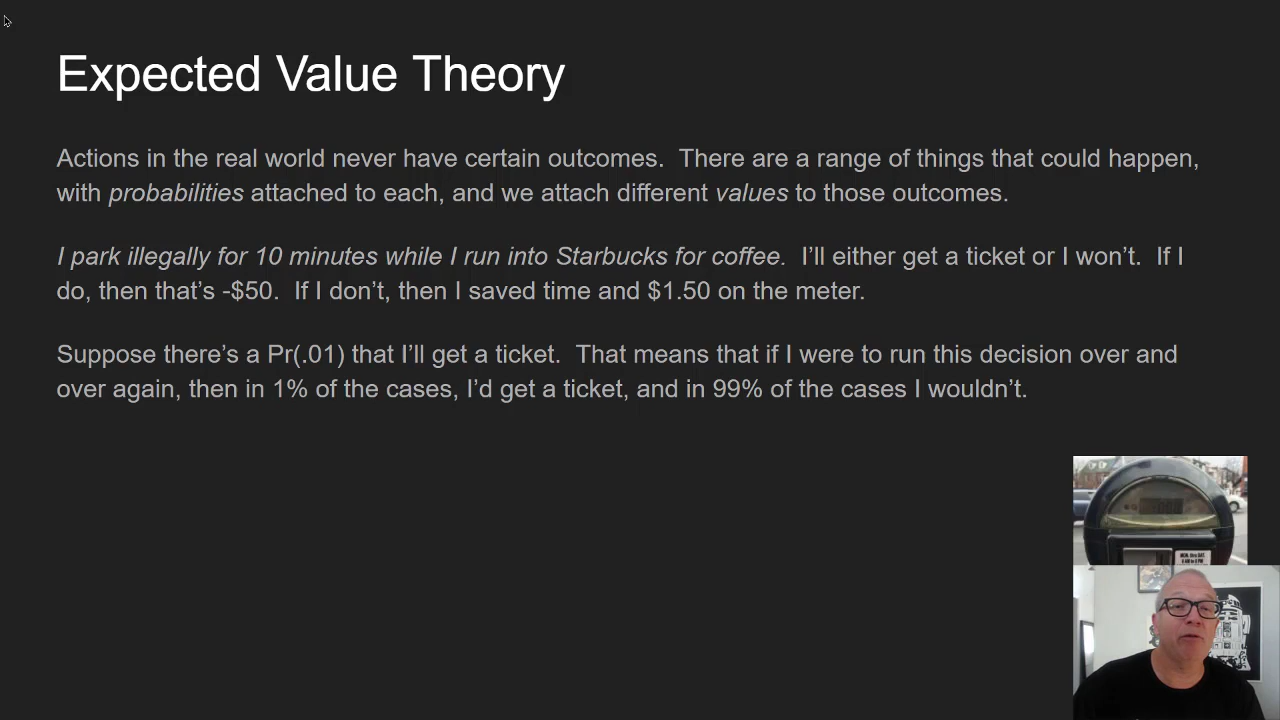 Expected Value Theory
Actions in the real world never have certain outcomes.  There are a range of things that could happen,
with probabilities attached to each, and we attach different values to those outcomes.
I park illegally for 10 minutes while I run into Starbucks for coffee.  I’ll either get a ticket or I won’t.  If I
do, then that’s -$50.  If I don’t, then I saved time and $1.50 on the meter.
Suppose there’s a Pr(.01) that I’ll get a ticket.  That means that if I were to run this decision over and
over again, then in 1% of the cases, I’d get a ticket, and in 99% of the cases I wouldn’t.